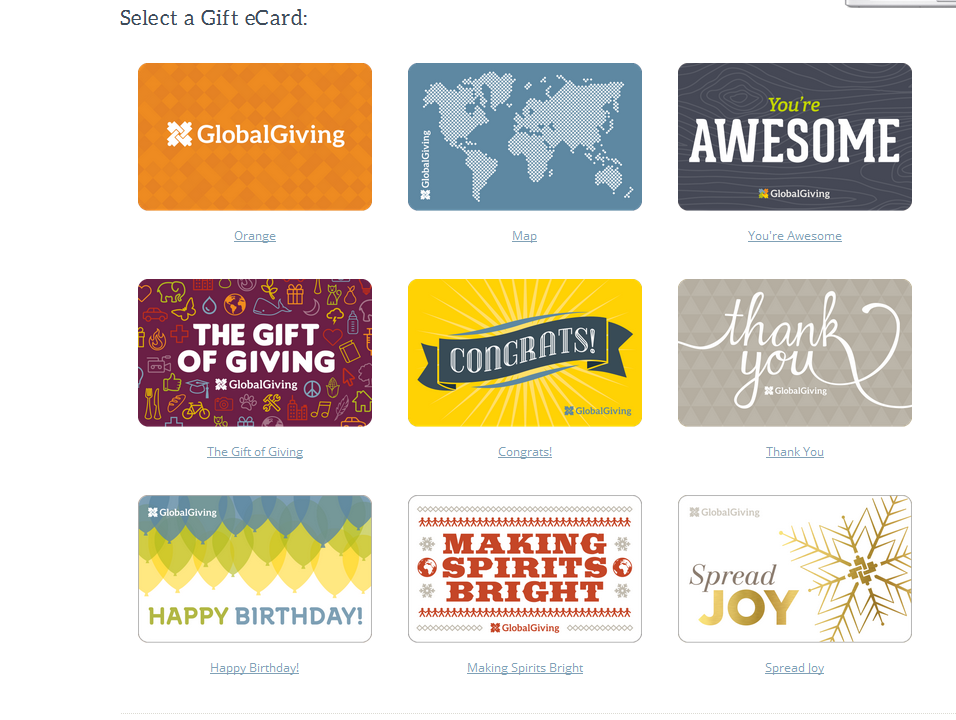 Select a Gift eCard:
GlobalGiving
GlobalGiving
You're
AWESOME
GlobalGiving
Orange
Map
You're Awesome
THE GIFT
OF GIVING
GlobalGiving
CONGRATS!
GlobalGiving
thank
you
GlobalGiving
The Gift of Giving
Congrats!
Thank You
GlobalGiving
HAPPY BIRTHDAY!
MAKING
SPIRITS
BRIGHT
GlobalGiving
GlobalGiving
Spread
JOY
Happy Birthday!
Making Spirits Bright
Spread Joy